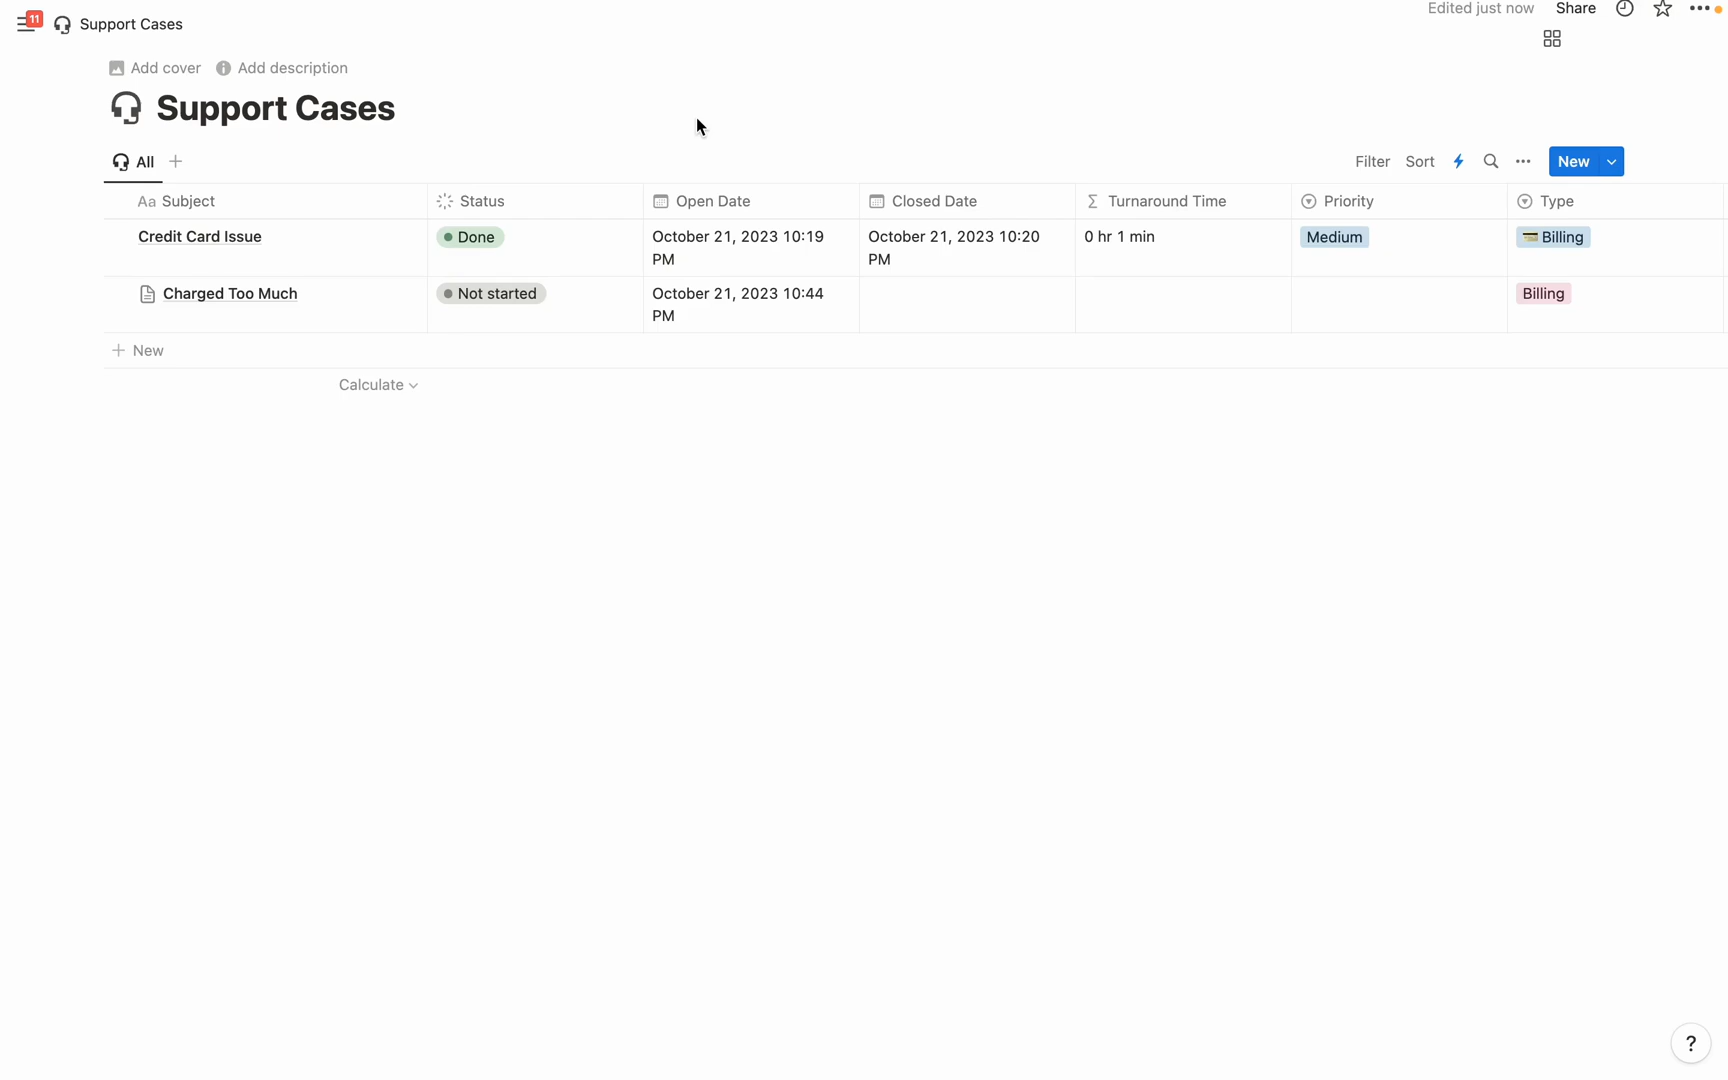 11 Support Cases Edited just now Share
Add cover Add description
Support Cases
All Filter Sort New
Aa Subject Status Open Date Closed Date Σ Turnaround Time Priority Type
Credit Card Issue Done October 21, 2023 10:19 PM October 21, 2023 10:20 PM 0 hr 1 min Medium 💳 Billing
Charged Too Much Not started October 21, 2023 10:44 PM Billing
+ New
Calculate
?